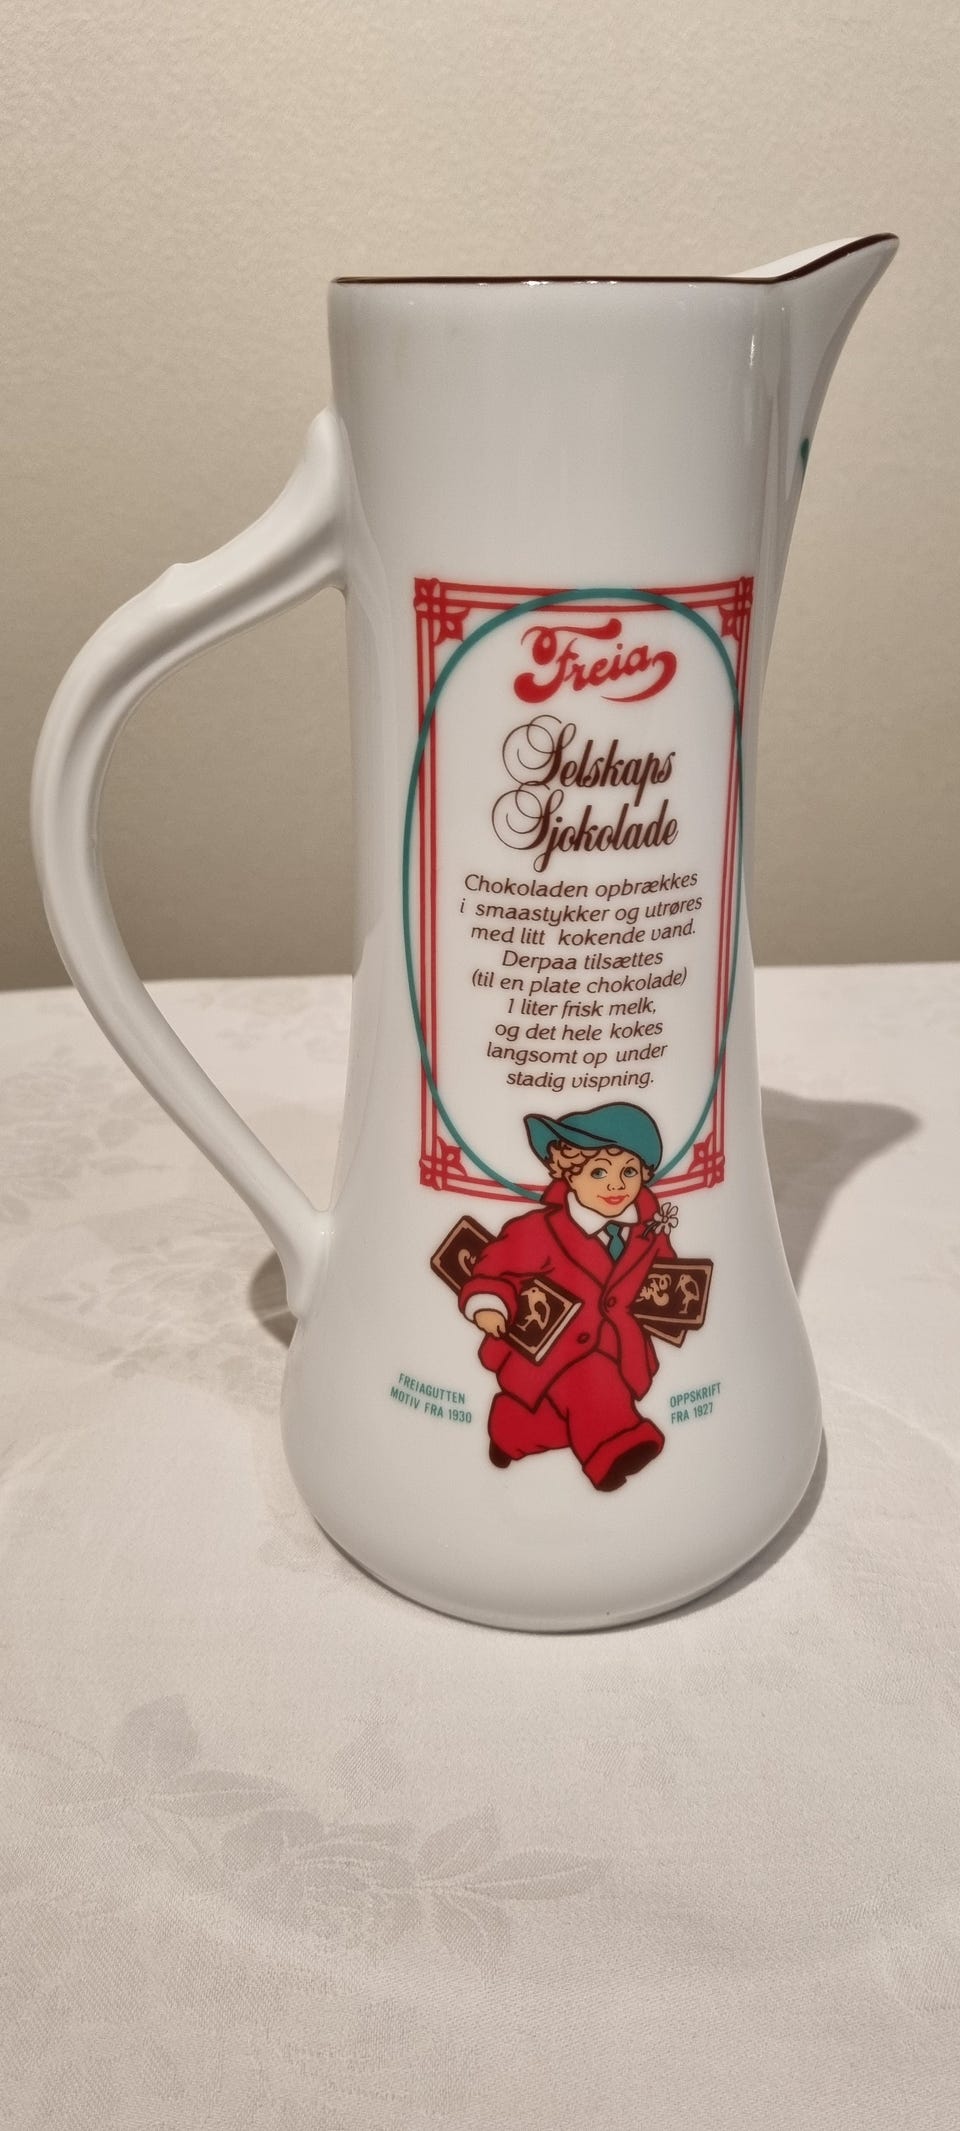 Freia
Selskaps
Sjokolade
Chokoladen opbrækkes
i smaastykker og utrøres
med litt kokende vand.
Derpaa tilsættes
(til en plate chokolade)
1 liter frisk melk,
og det hele kokes
langsomt op under
stadig vispning.
FREIAGUTTEN
MOTIV FRA 1930
OPPSKRIFT
FRA 1927